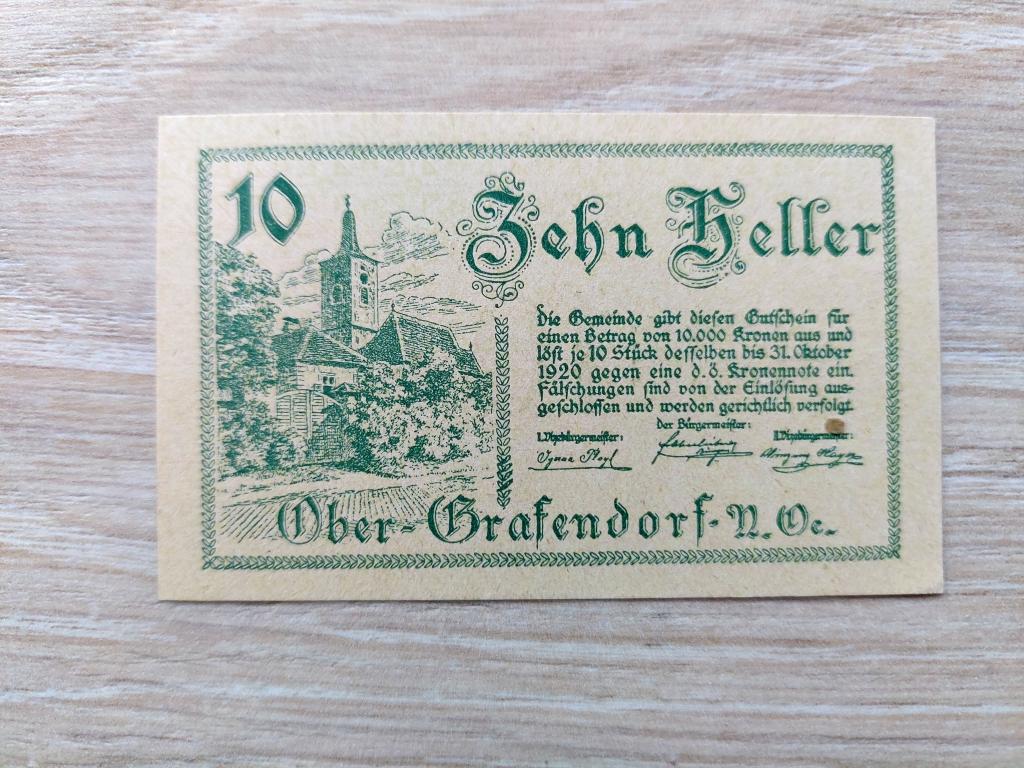 10
Zehn Heller
Die Gemeinde gibt diesen Gutschein für
einen Betrag von 10.000 Kronen aus und
löst je 10 Stück desselben bis 31. Oktober
1920 gegen eine d.ö. Kronennote ein.
Fälschungen sind von der Einlösung aus-
geschlossen und werden gerichtlich verfolgt.
Der Bürgermeister:
I. Vizebürgermeister: II. Vizebürgermeister:
Ober-Grafendorf. N. Oe.